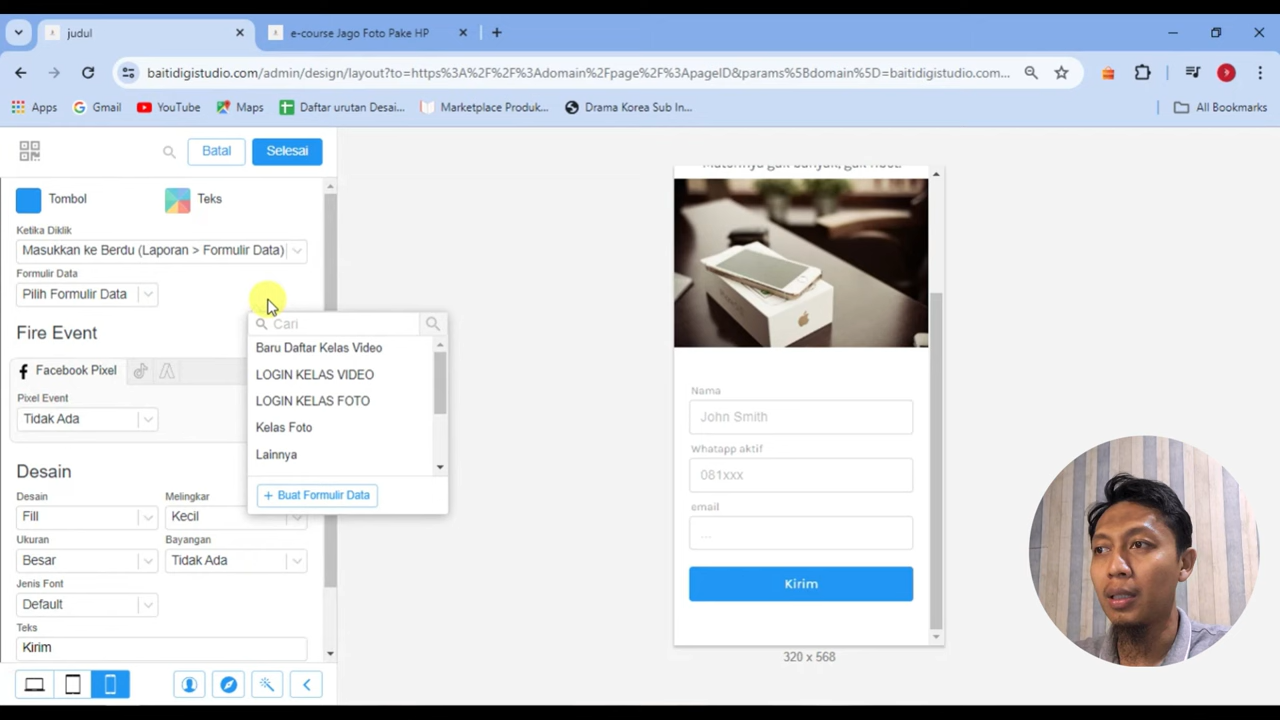 judul
e-course Jago Foto Pake HP
baitidigistudio.com/admin/design/layout?to=https%3A%2F%2F%3Adomain%2Fpage%2F%3ApageID&params%5Bdomain%5D=baitidigistudio.com...
Apps
Gmail
YouTube
Maps
Daftar urutan Desai...
Marketplace Produk...
Drama Korea Sub In...
All Bookmarks
Batal
Selesai
Tombol
Teks
Ketika Diklik
Masukkan ke Berdu (Laporan > Formulir Data)
Formulir Data
Pilih Formulir Data
Fire Event
Facebook Pixel
Pixel Event
Tidak Ada
Desain
Desain
Melingkar
Fill
Kecil
Ukuran
Bayangan
Besar
Tidak Ada
Jenis Font
Default
Teks
Kirim
Cari
Baru Daftar Kelas Video
LOGIN KELAS VIDEO
LOGIN KELAS FOTO
Kelas Foto
Lainnya
+ Buat Formulir Data
Nama
John Smith
Whatapp aktif
081xxx
email
...
Kirim
320 x 568